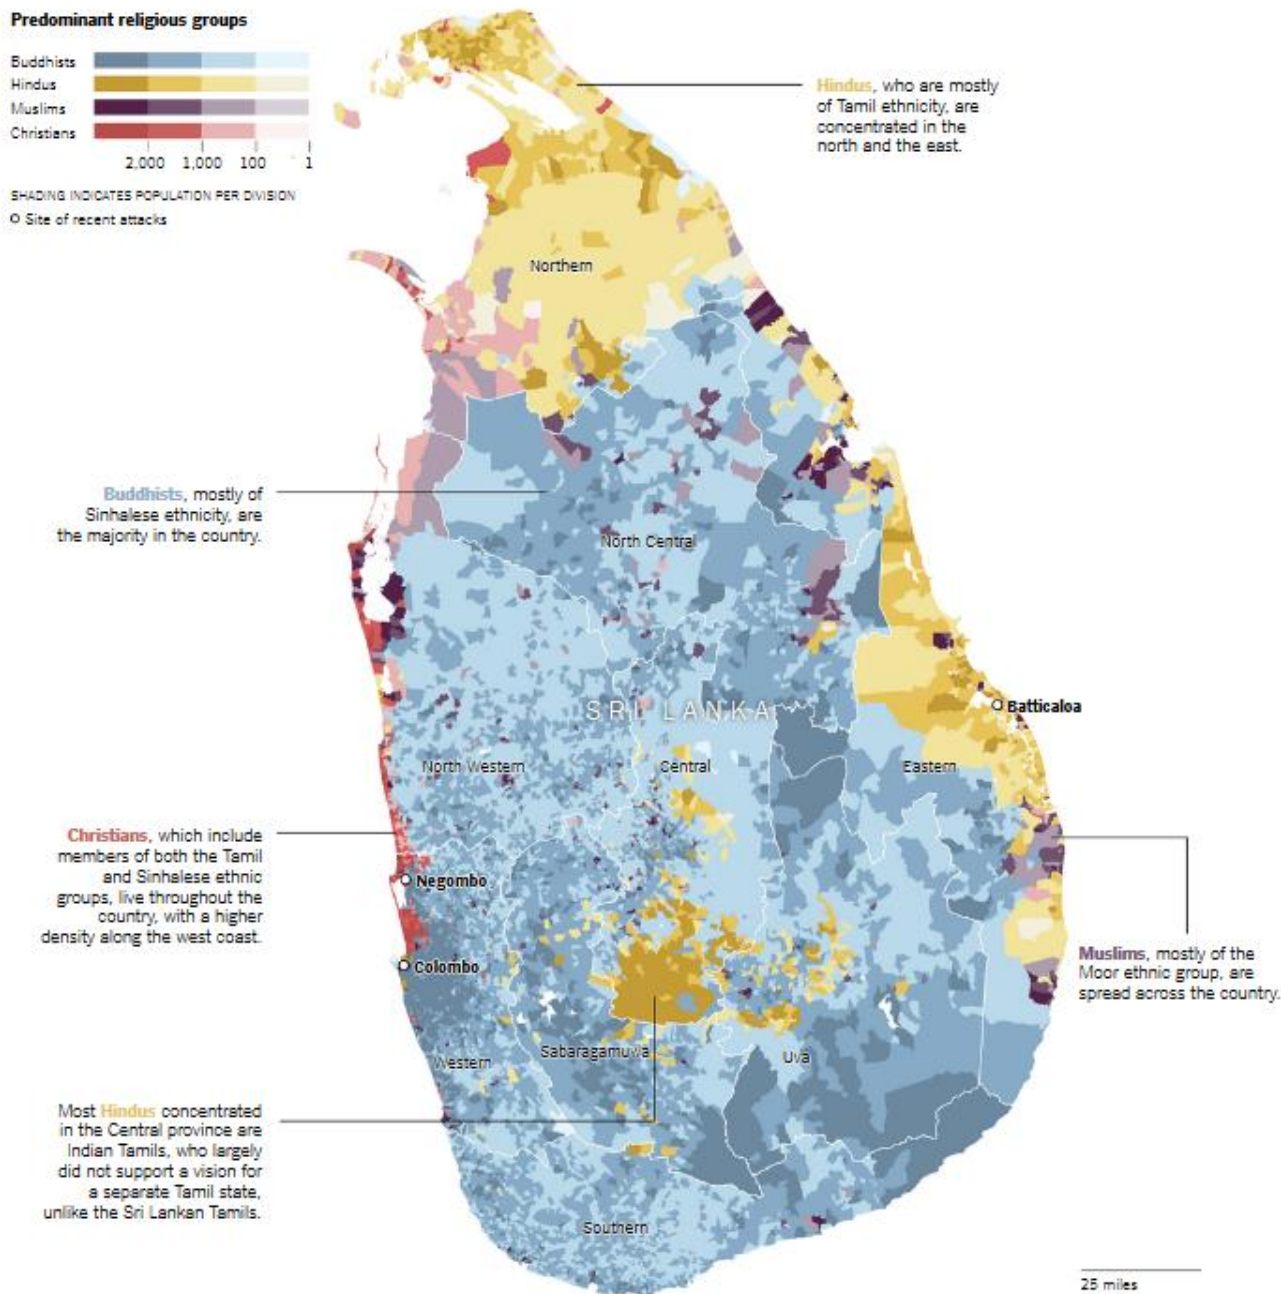 Predominant religious groups
Buddhists
Hindus
Muslims
Christians
2,000 1,000 100 1
SHADING INDICATES POPULATION PER DIVISION
Site of recent attacks
Hindus, who are mostly
of Tamil ethnicity, are
concentrated in the
north and the east.
Northern
Buddhists, mostly of
Sinhalese ethnicity, are
the majority in the country.
North Central
SRI LANKA
Batticaloa
North Western
Central
Eastern
Christians, which include
members of both the Tamil
and Sinhalese ethnic
groups, live throughout the
country, with a higher
density along the west coast.
Negombo
Colombo
Muslims, mostly of the
Moor ethnic group, are
spread across the country.
Western
Sabaragamuwa
Uva
Most Hindus concentrated
in the Central province are
Indian Tamils, who largely
did not support a vision for
a separate Tamil state,
unlike the Sri Lankan Tamils.
Southern
25 miles